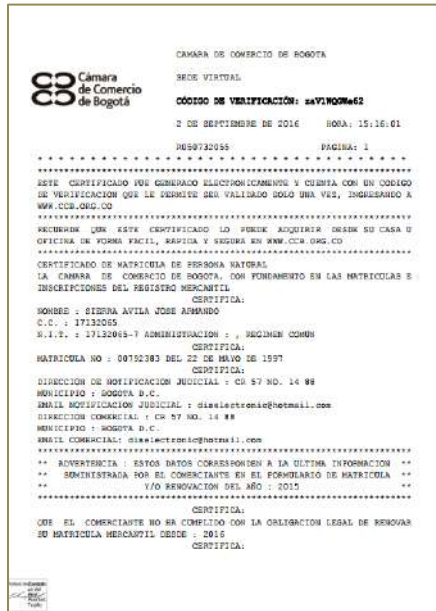 CAMARA DE COMERCIO DE BOGOTA
Cámara
de Comercio
de Bogotá
SEDE VIRTUAL
CÓDIGO DE VERIFICACIÓN: zaV1WQGWe62
2 DE SEPTIEMBRE DE 2016 HORA: 15:16:01
R050732055 PAGINA: 1
* * * * * * * * * * * * * * * * * * * * * * * * * * * * * * * * * * * *
**********************************************************************
ESTE CERTIFICADO FUE GENERADO ELECTRONICAMENTE Y CUENTA CON UN CODIGO
DE VERIFICACION QUE LE PERMITE SER VALIDADO SOLO UNA VEZ, INGRESANDO A
WWW.CCB.ORG.CO
**********************************************************************
RECUERDE QUE ESTE CERTIFICADO LO PUEDE ADQUIRIR DESDE SU CASA U
OFICINA DE FORMA FACIL, RAPIDA Y SEGURA EN WWW.CCB.ORG.CO
**********************************************************************
CERTIFICADO DE MATRICULA DE PERSONA NATURAL
LA CAMARA DE COMERCIO DE BOGOTA, CON FUNDAMENTO EN LAS MATRICULAS E
INSCRIPCIONES DEL REGISTRO MERCANTIL
CERTIFICA:
NOMBRE : SIERRA AVILA JOSE ARMANDO
C.C. : 17132065
N.I.T. : 17132065-7 ADMINISTRACION : , REGIMEN COMUN
CERTIFICA:
MATRICULA NO : 00792383 DEL 22 DE MAYO DE 1997
CERTIFICA:
DIRECCION DE NOTIFICACION JUDICIAL : CR 57 NO. 14 88
MUNICIPIO : BOGOTA D.C.
EMAIL NOTIFICACION JUDICIAL : diselectronic@hotmail.com
DIRECCION COMERCIAL : CR 57 NO. 14 88
MUNICIPIO : BOGOTA D.C.
EMAIL COMERCIAL: diselectronic@hotmail.com
**********************************************************************
** ADVERTENCIA : ESTOS DATOS CORRESPONDEN A LA ULTIMA INFORMACION **
** SUMINISTRADA POR EL COMERCIANTE EN EL FORMULARIO DE MATRICULA **
** Y/O RENOVACION DEL AÑO : 2015 **
**********************************************************************
CERTIFICA:
QUE EL COMERCIANTE NO HA CUMPLIDO CON LA OBLIGACION LEGAL DE RENOVAR
SU MATRICULA MERCANTIL DESDE : 2016
CERTIFICA: